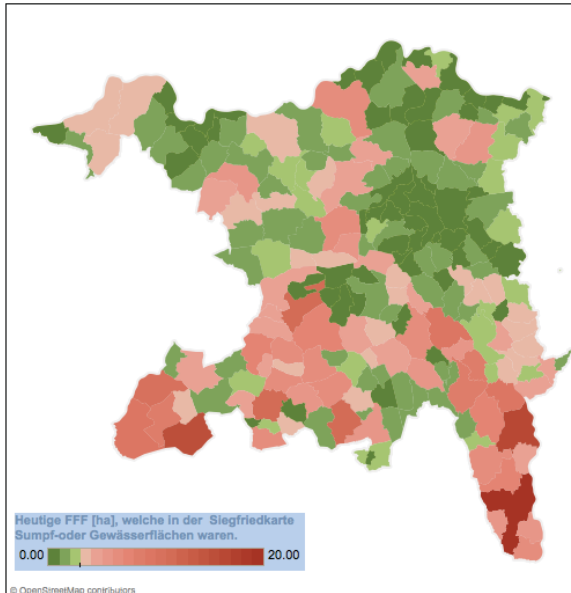 Heutige FFF [ha], welche in der Siegfriedkarte
Sumpf-oder Gewässerflächen waren.
0.00 20.00
© OpenStreetMap contributors